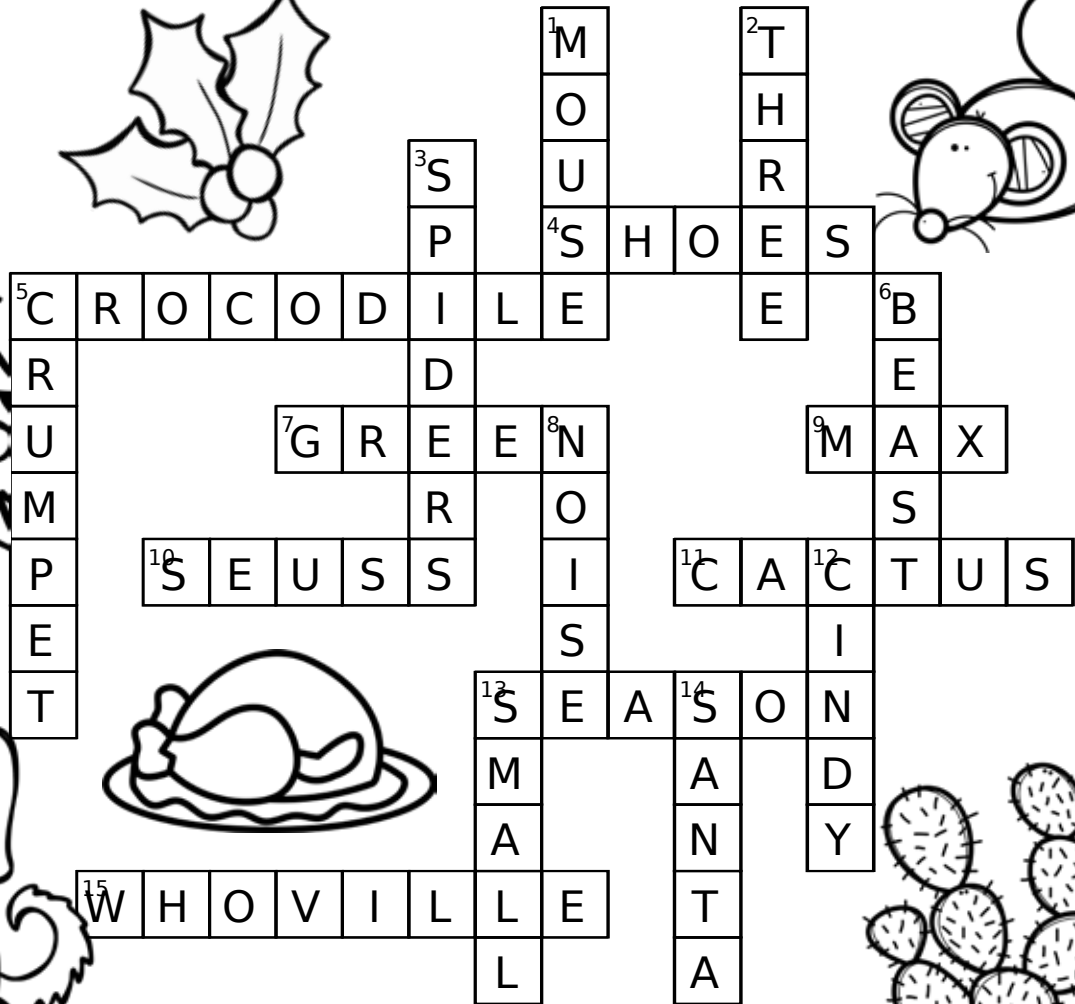 1 M 2 T
O H
3 S U R
P 4 S H O E S
5 C R O C O D I L E E 6 B
R D E
U 7 G R E E 8 N 9 M A X
M R O S
P 10 S E U S S I 11 C A 12 C T U S
E S I
T 13 S E A 14 S O N
M A D
A N Y
15 W H O V I L L E T
L A